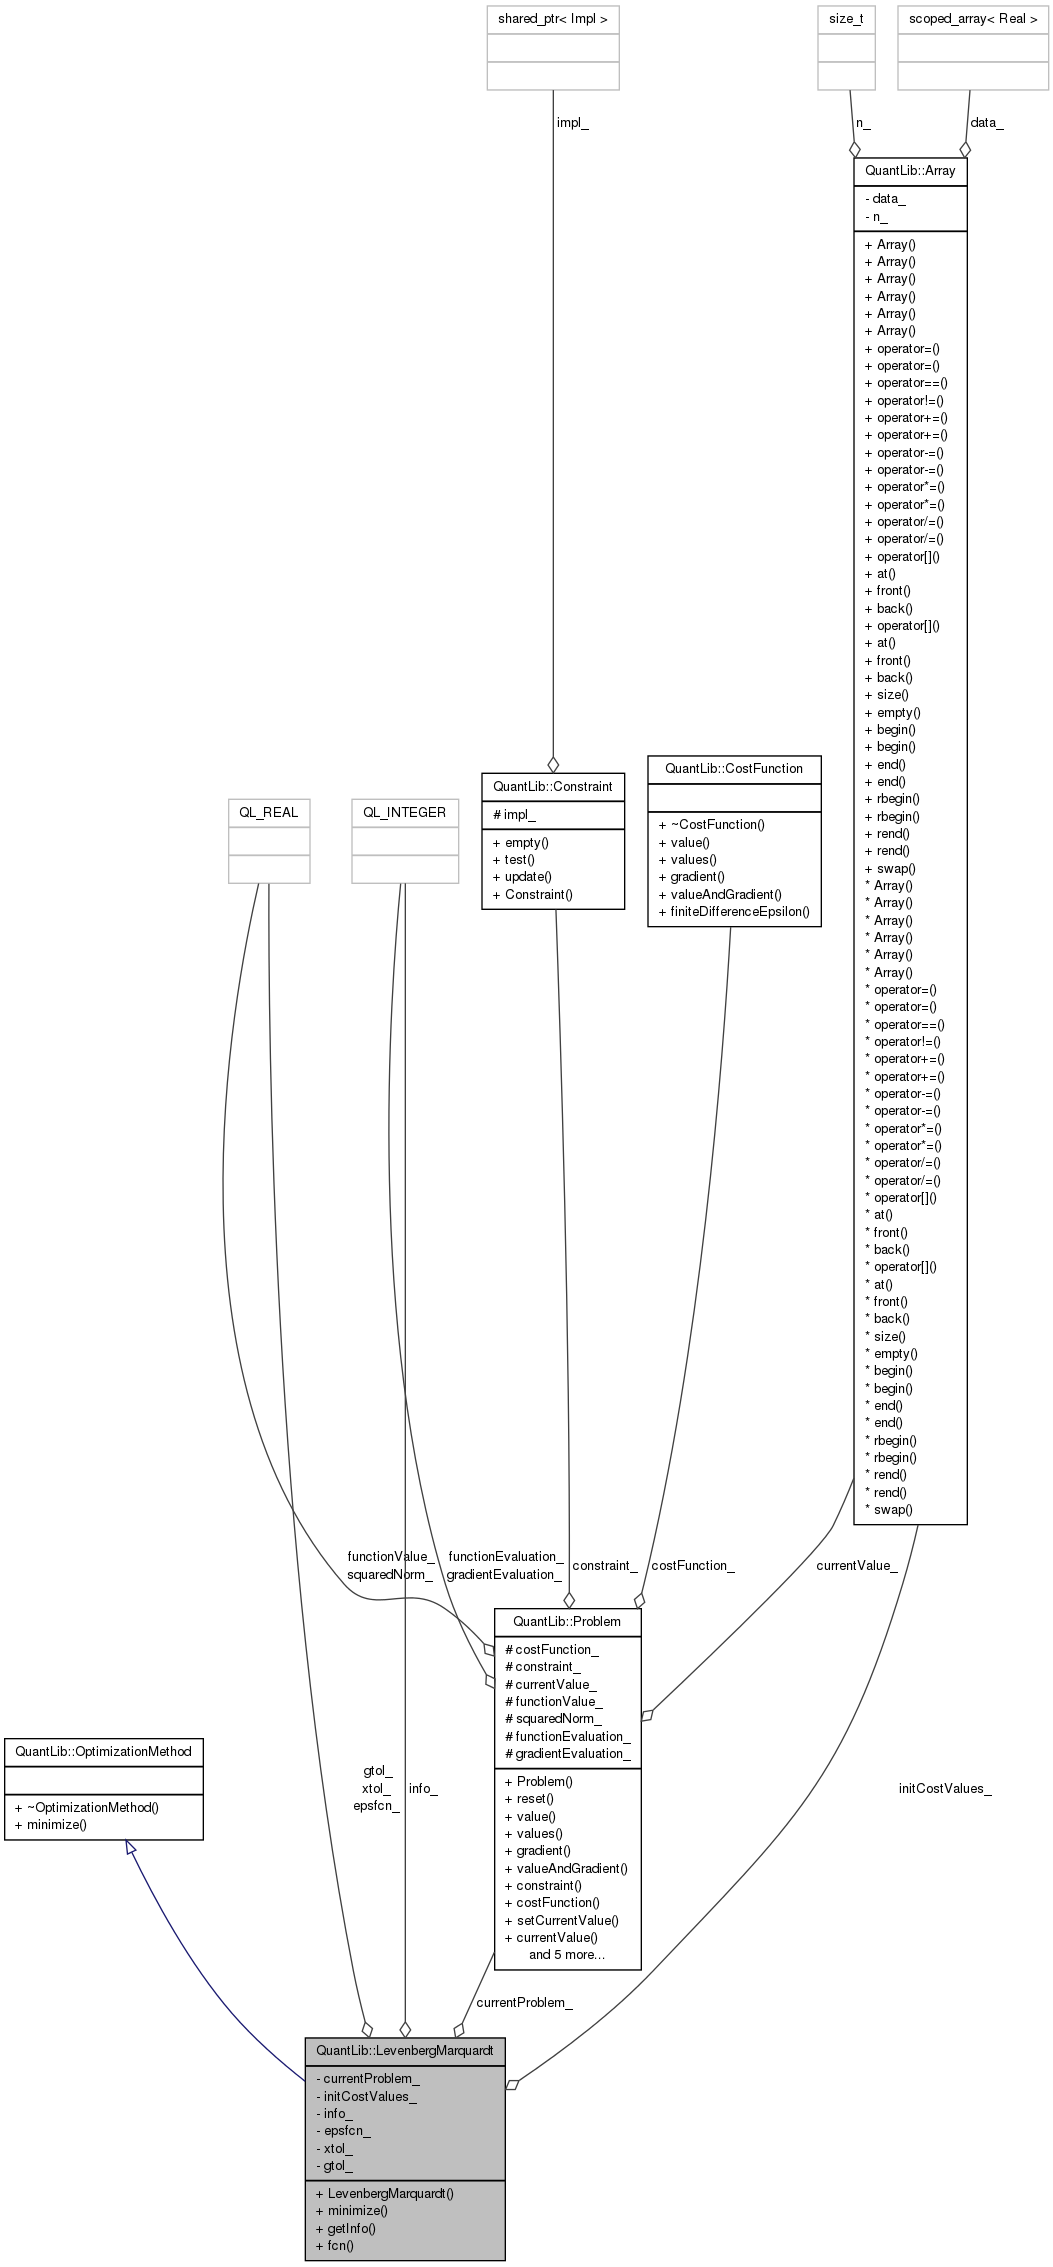 shared_ptr< Impl >
size_t
scoped_array< Real >
impl_
n_
data_
QuantLib::Array
- data_
- n_
+ Array()
+ Array()
+ Array()
+ Array()
+ Array()
+ Array()
+ operator=()
+ operator=()
+ operator==()
+ operator!=()
+ operator+=()
+ operator+=()
+ operator-=()
+ operator-=()
+ operator*=()
+ operator*=()
+ operator/=()
+ operator/=()
+ operator[]()
+ at()
+ front()
+ back()
+ operator[]()
+ at()
+ front()
+ back()
+ size()
+ empty()
+ begin()
+ begin()
+ end()
+ end()
+ rbegin()
+ rbegin()
+ rend()
+ rend()
+ swap()
* Array()
* Array()
* Array()
* Array()
* Array()
* Array()
* operator=()
* operator=()
* operator==()
* operator!=()
* operator+=()
* operator+=()
* operator-=()
* operator-=()
* operator*=()
* operator*=()
* operator/=()
* operator/=()
* operator[]()
* at()
* front()
* back()
* operator[]()
* at()
* front()
* back()
* size()
* empty()
* begin()
* begin()
* end()
* end()
* rbegin()
* rbegin()
* rend()
* rend()
* swap()
QL_REAL
QL_INTEGER
QuantLib::Constraint
# impl_
+ empty()
+ test()
+ update()
+ Constraint()
QuantLib::CostFunction
+ ~CostFunction()
+ value()
+ values()
+ gradient()
+ valueAndGradient()
+ finiteDifferenceEpsilon()
functionValue_
squaredNorm_
functionEvaluation_
gradientEvaluation_
constraint_
costFunction_
currentValue_
QuantLib::Problem
# costFunction_
# constraint_
# currentValue_
# functionValue_
# squaredNorm_
# functionEvaluation_
# gradientEvaluation_
+ Problem()
+ reset()
+ value()
+ values()
+ gradient()
+ valueAndGradient()
+ constraint()
+ costFunction()
+ setCurrentValue()
+ currentValue()
and 5 more...
QuantLib::OptimizationMethod
+ ~OptimizationMethod()
+ minimize()
gtol_
xtol_
epsfcn_
info_
initCostValues_
currentProblem_
QuantLib::LevenbergMarquardt
- currentProblem_
- initCostValues_
- info_
- epsfcn_
- xtol_
- gtol_
+ LevenbergMarquardt()
+ minimize()
+ getInfo()
+ fcn()